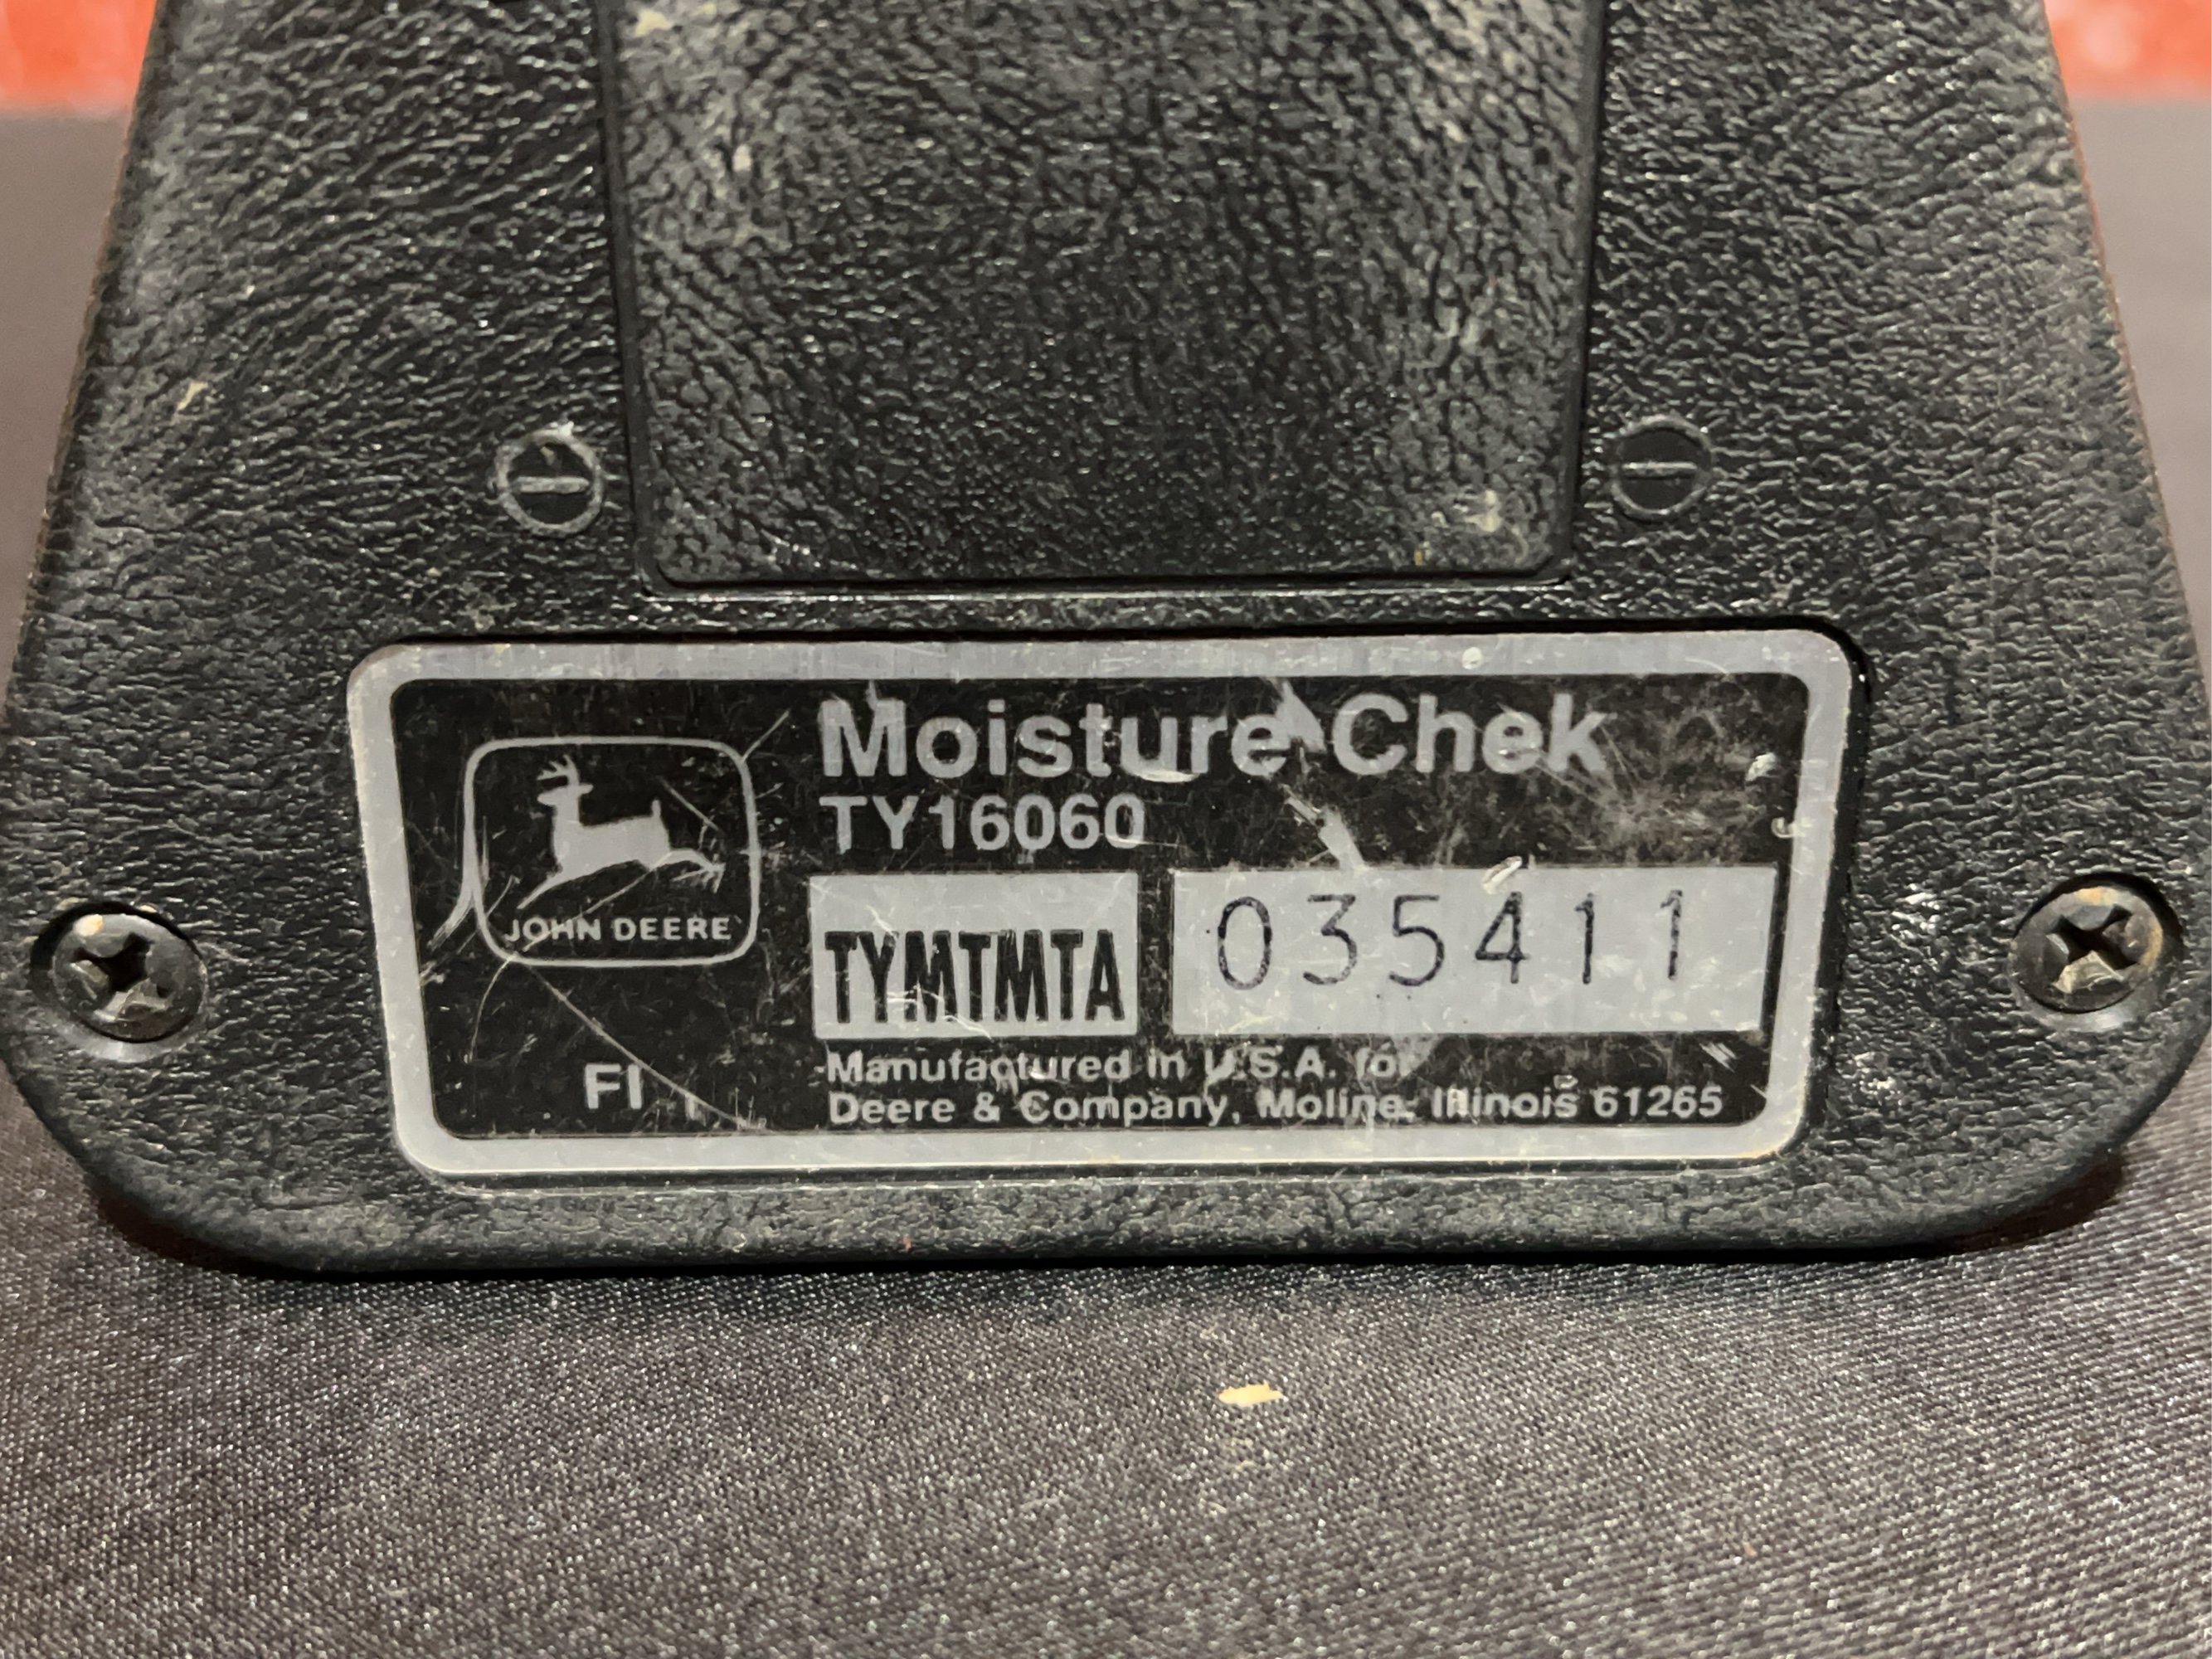 Moisture Chek
TY16060
JOHN DEERE
TYMTMTA 035411
FI
Manufactured in U.S.A. for
Deere & Company, Moline, Illinois 61265